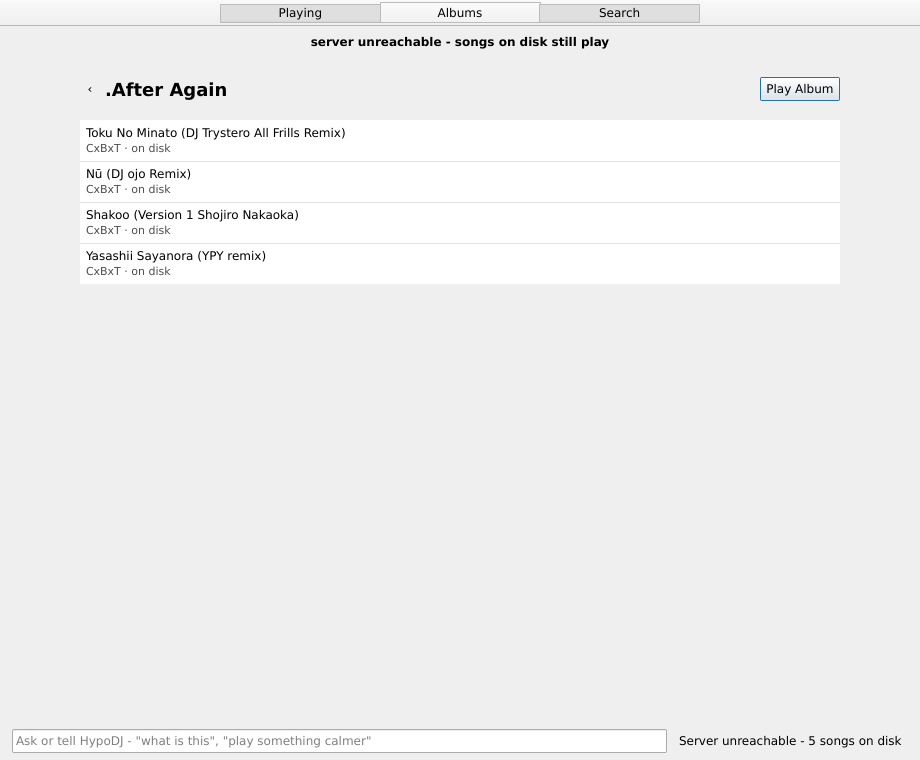 Playing
Albums
Search
server unreachable - songs on disk still play
‹ .After Again
Play Album
Toku No Minato (DJ Trystero All Frills Remix)
CxBxT · on disk
Nū (DJ ojo Remix)
CxBxT · on disk
Shakoo (Version 1 Shojiro Nakaoka)
CxBxT · on disk
Yasashii Sayanora (YPY remix)
CxBxT · on disk
Ask or tell HypoDJ - "what is this", "play something calmer"
Server unreachable - 5 songs on disk